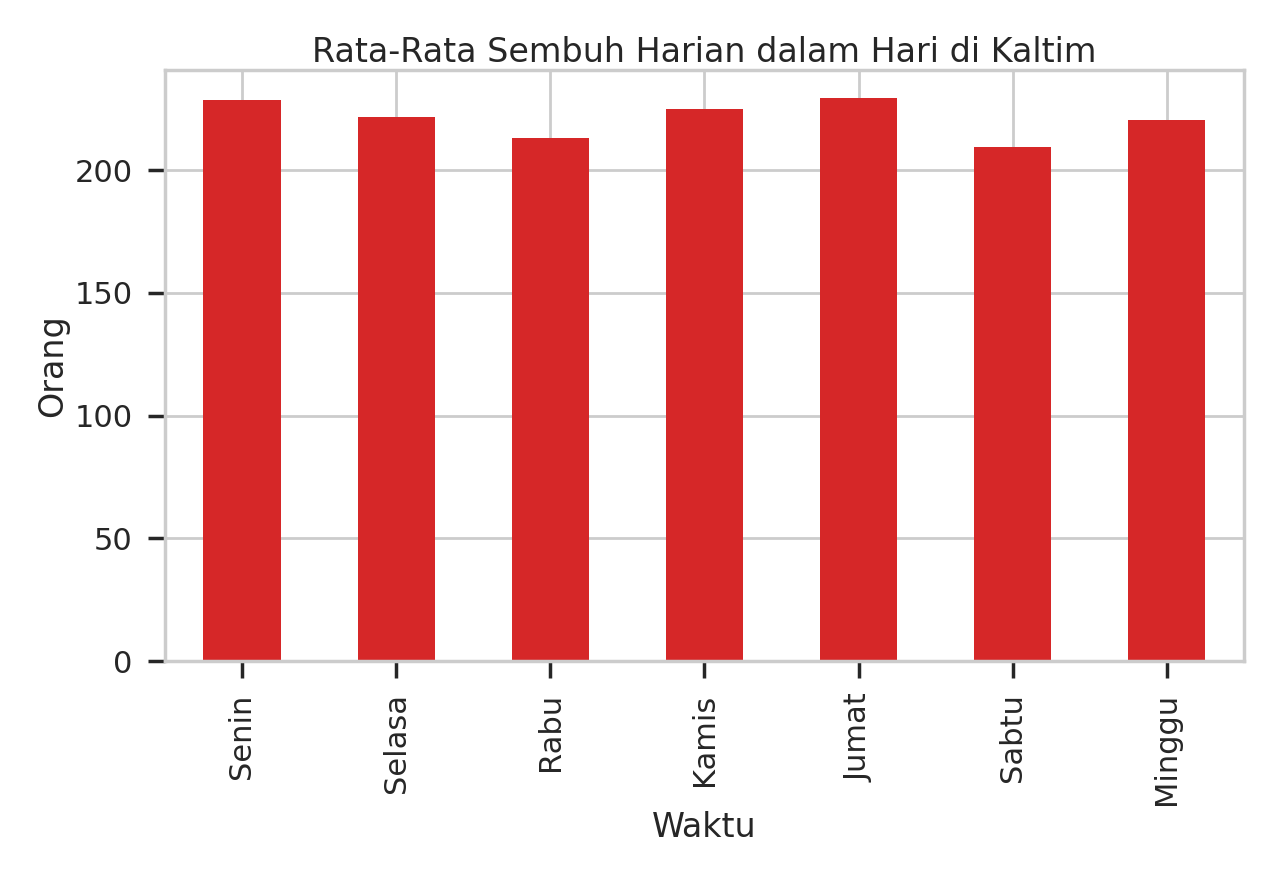 Rata-Rata Sembuh Harian dalam Hari di Kaltim
Orang
200
150
100
50
0
Senin
Selasa
Rabu
Kamis
Jumat
Sabtu
Minggu
Waktu